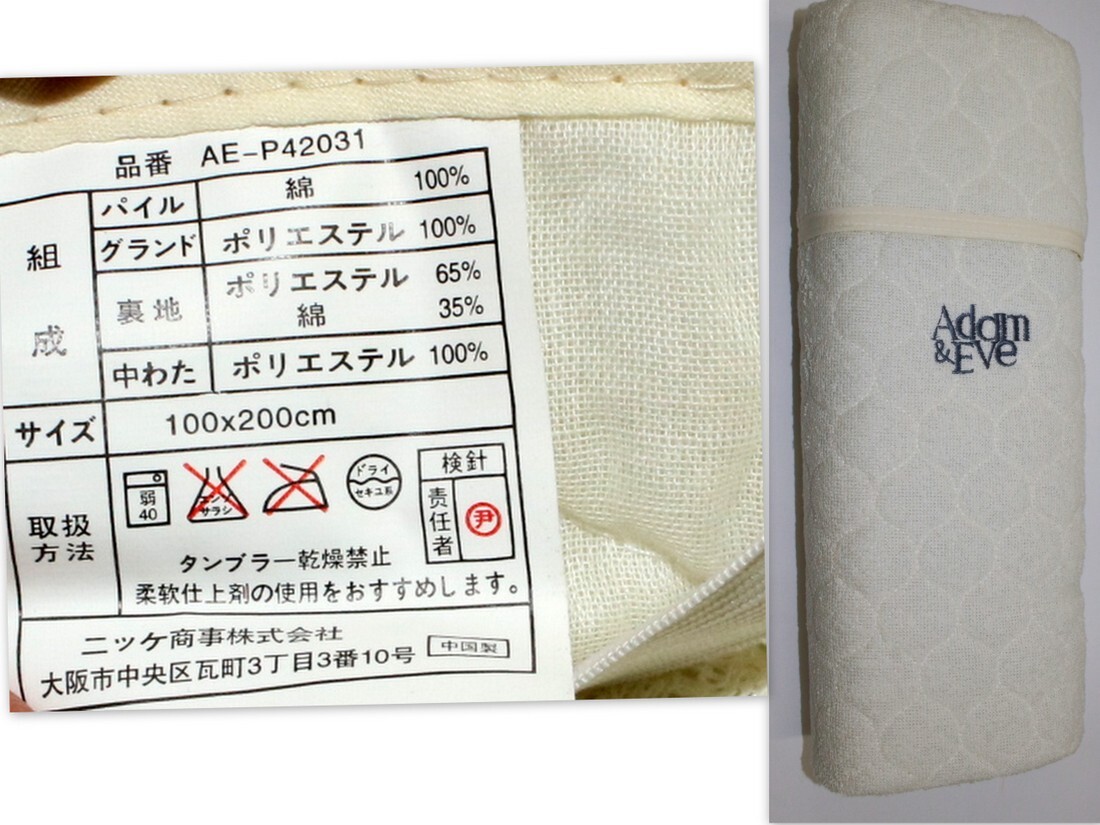 品番 AE-P42031
組成
パイル 綿 100%
グランド ポリエステル 100%
裏地 ポリエステル 65%
綿 35%
中わた ポリエステル 100%
サイズ 100x200cm
取扱方法
弱
40
エンソ
サラシ
ドライ
セキユ系
検針
責任者
尹
タンブラー乾燥禁止
柔軟仕上剤の使用をおすすめします。
ニッケ商事株式会社
中国製
大阪市中央区瓦町3丁目3番10号
Adam
&Eve